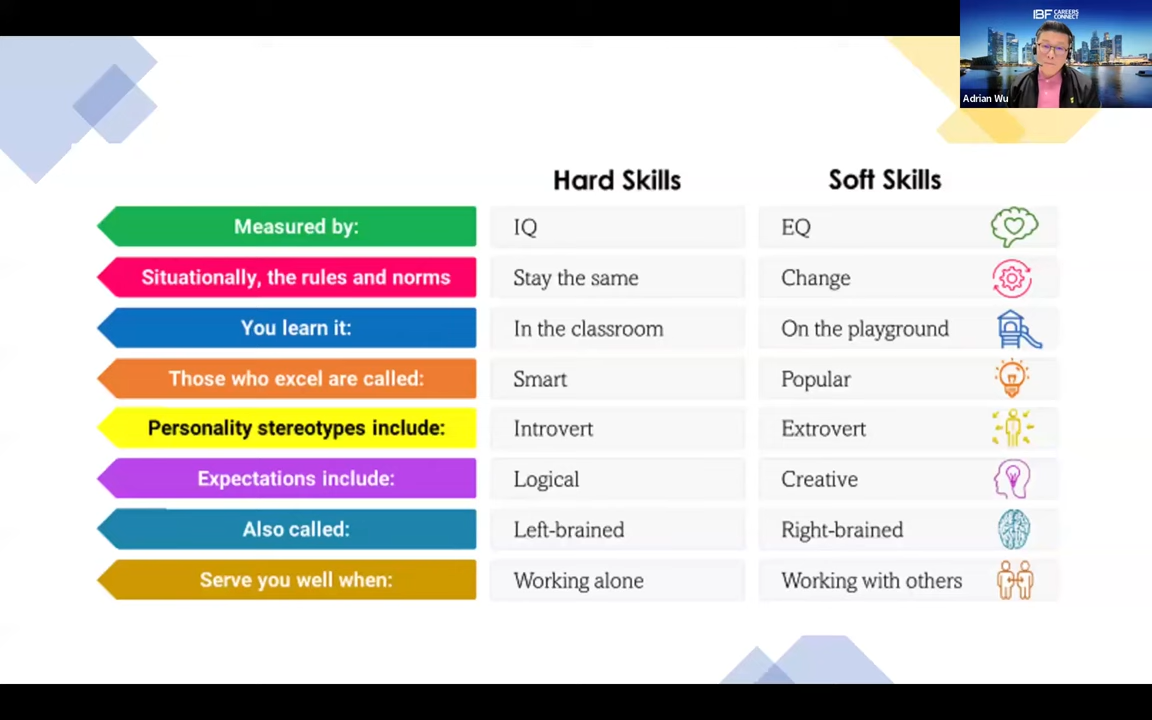 IBF CAREERS
CONNECT
Adrian Wu
Hard Skills Soft Skills
Measured by: IQ EQ
Situationally, the rules and norms Stay the same Change
You learn it: In the classroom On the playground
Those who excel are called: Smart Popular
Personality stereotypes include: Introvert Extrovert
Expectations include: Logical Creative
Also called: Left-brained Right-brained
Serve you well when: Working alone Working with others